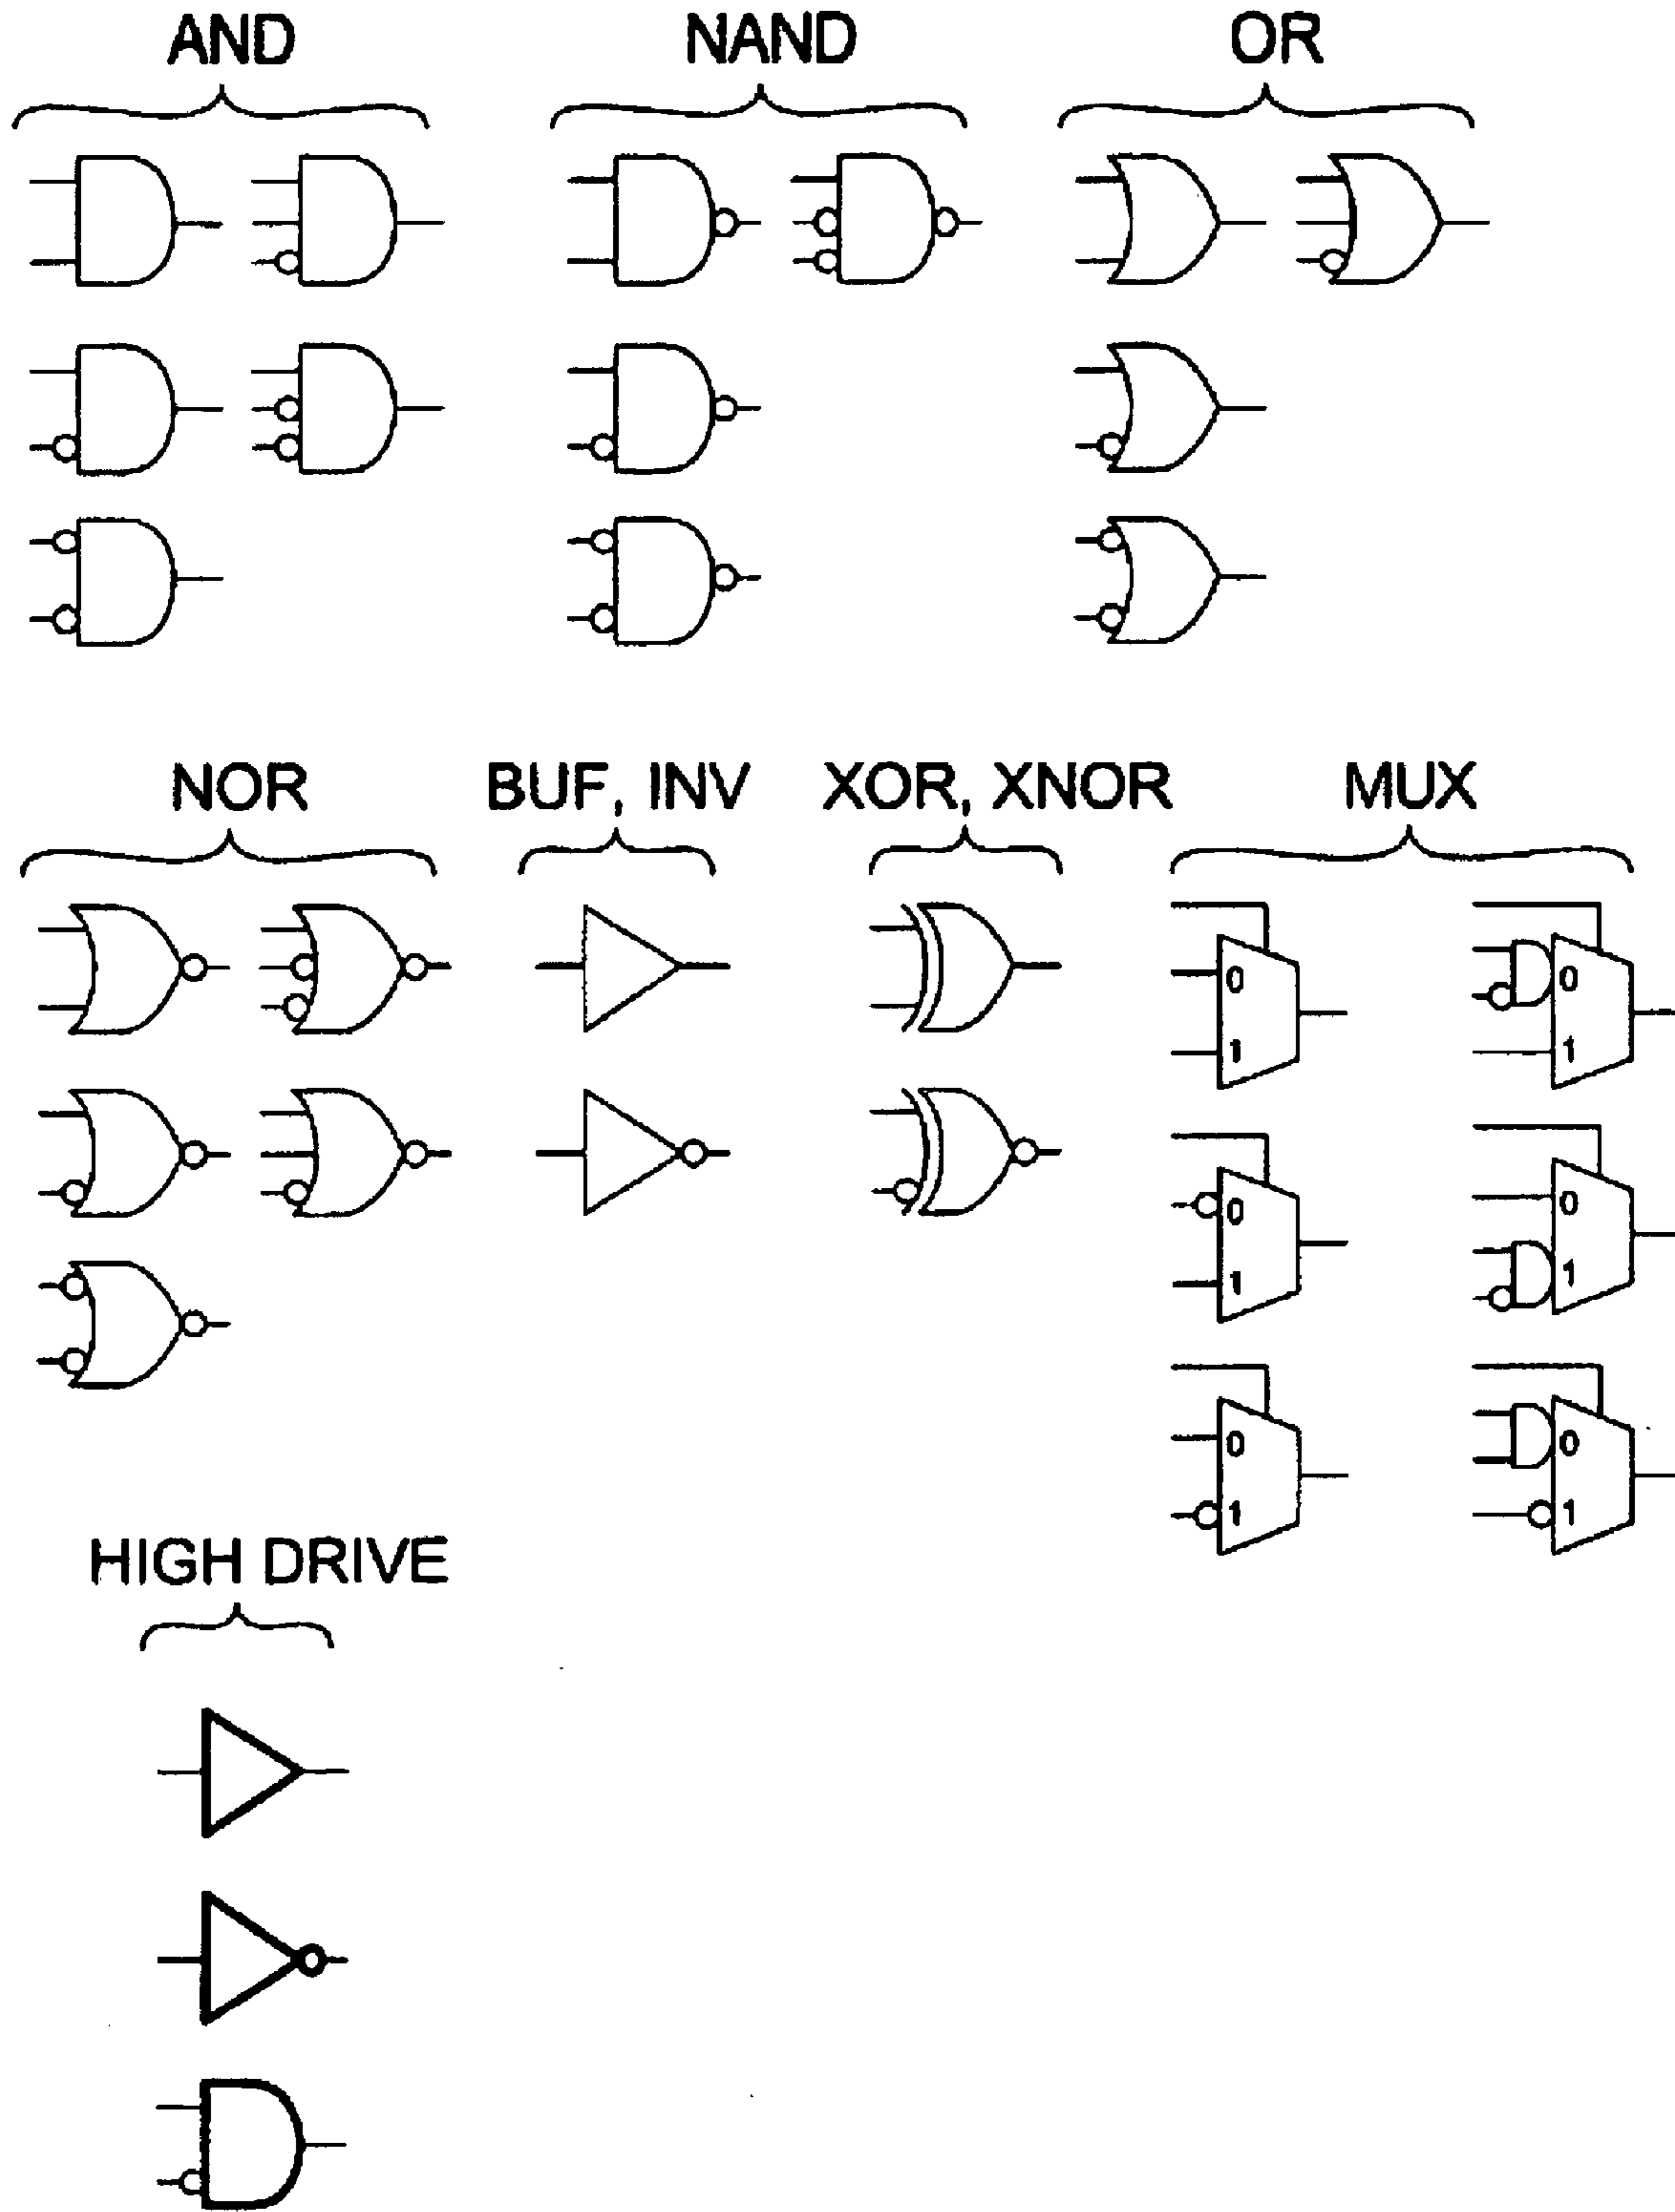 AND NAND OR
NOR BUF, INV XOR, XNOR MUX
0 0
1 1
0 0
1 1
0 0
1 1
HIGH DRIVE